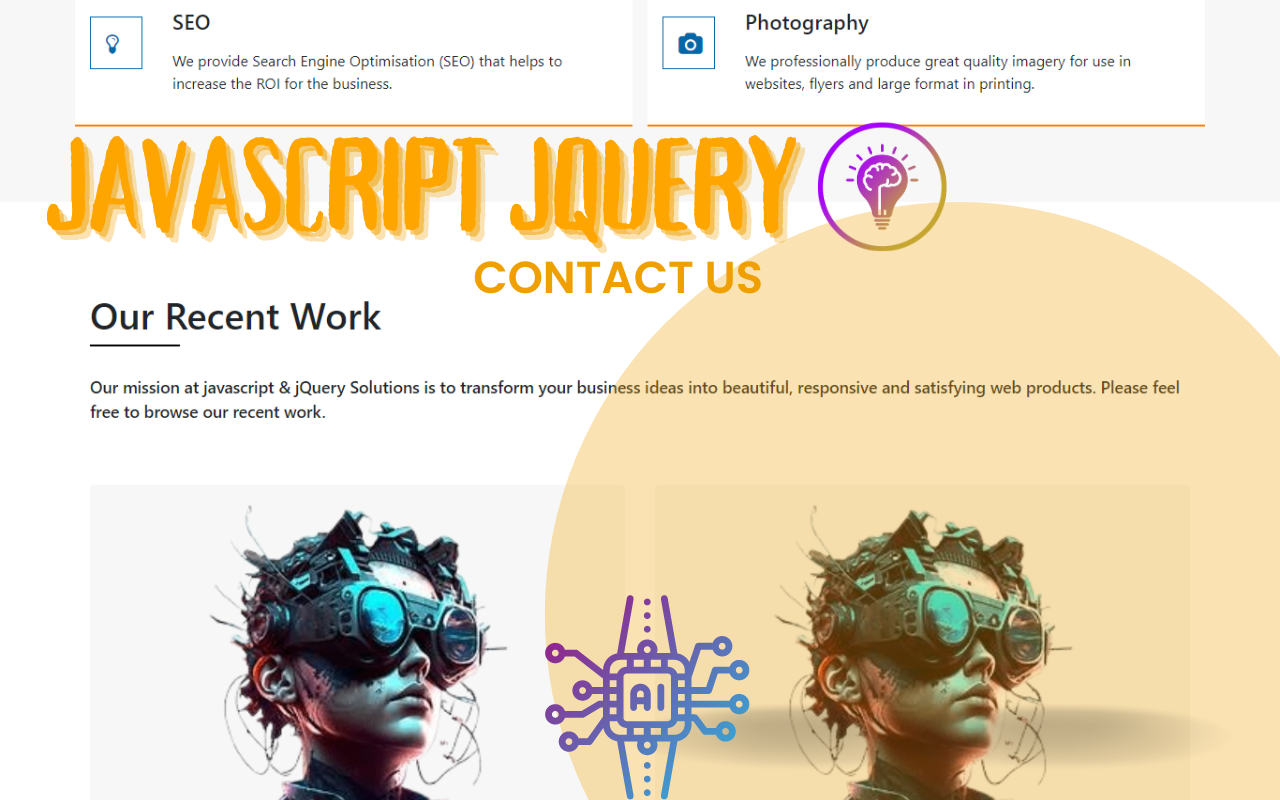 SEO
We provide Search Engine Optimisation (SEO) that helps to
increase the ROI for the business.
Photography
We professionally produce great quality imagery for use in
websites, flyers and large format in printing.
JAVASCRIPT JQUERY
CONTACT US
Our Recent Work
Our mission at javascript & jQuery Solutions is to transform your business ideas into beautiful, responsive and satisfying web products. Please feel
free to browse our recent work.
AI